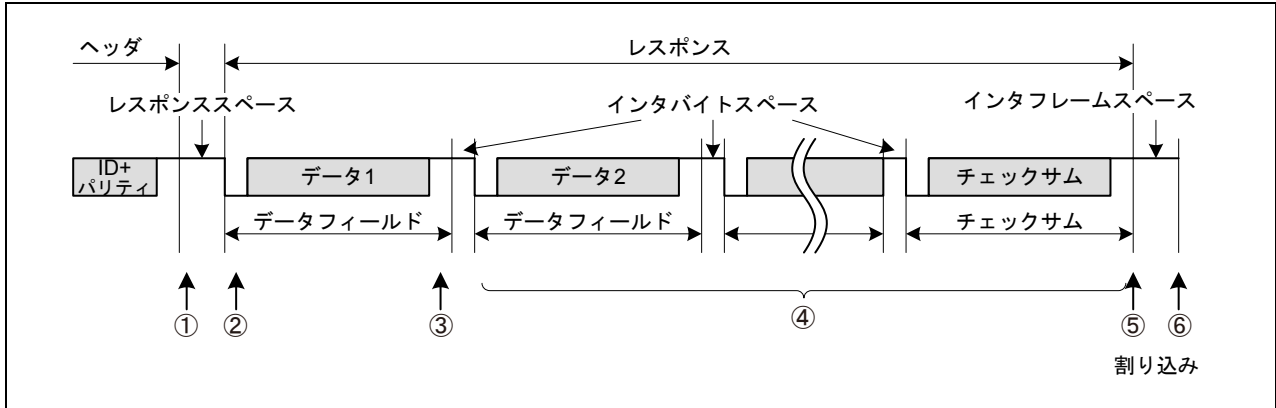 ヘッダ
レスポンス
レスポンススペース
インタバイトスペース
インタフレームスペース
ID+
パリティ
データ1
データ2
チェックサム
データフィールド
データフィールド
チェックサム
①
②
③
④
⑤
⑥
割り込み